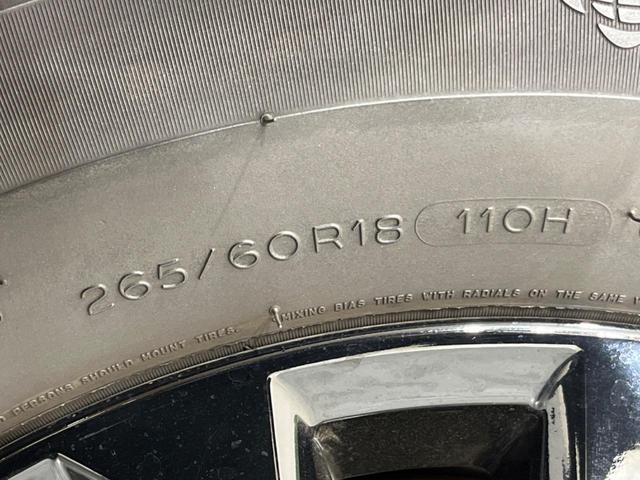 265/60R18 110H
PERSONS SHOULD MOUNT TIRES.
MIXING BIAS TIRES WITH RADIALS ON THE SAME